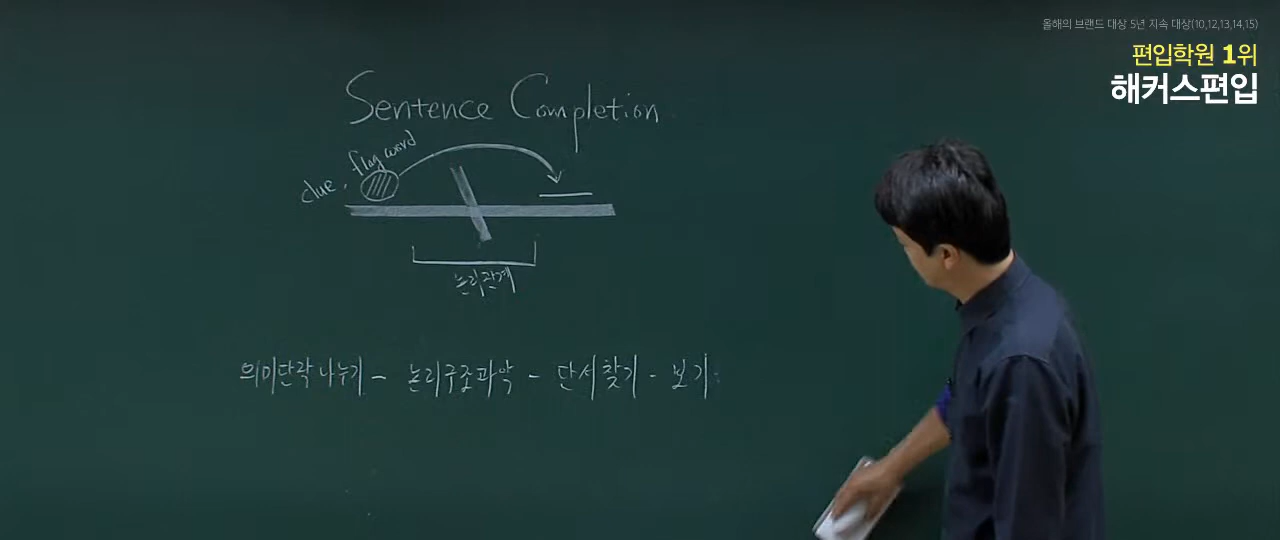 올해의 브랜드 대상 5년 지속 대상(10,12,13,14,15)
편입학원 1위
해커스편입
Sentence Completion
clue, flag word
논리관계
의미단락 나누기 - 논리구조파악 - 단서찾기 - 보기